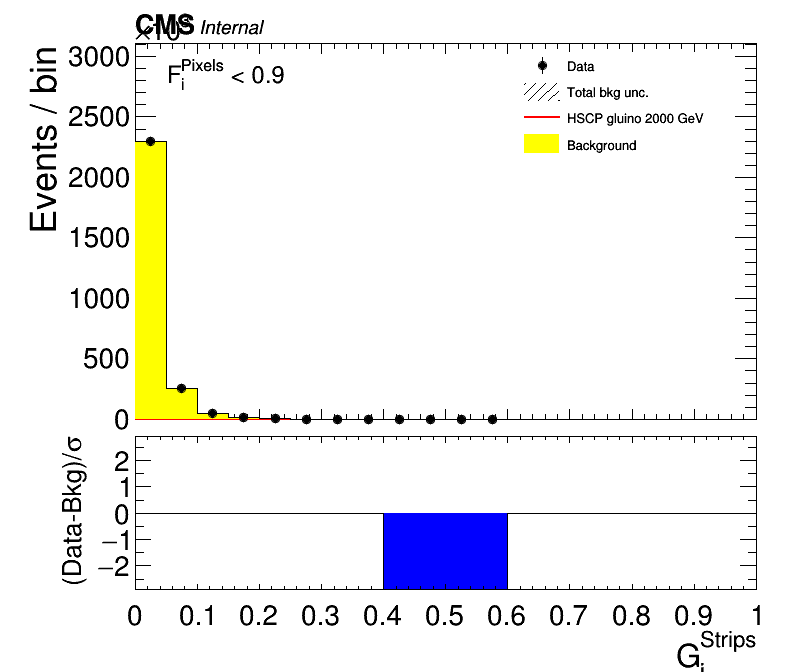 CMS Internal
×10³
3000
F_i^Pixels < 0.9
Data
Total bkg unc.
HSCP gluino 2000 GeV
Background
Events / bin
2500
2000
1500
1000
500
0
(Data-Bkg)/σ
2
1
0
−1
−2
0 0.1 0.2 0.3 0.4 0.5 0.6 0.7 0.8 0.9 1
G_i^Strips